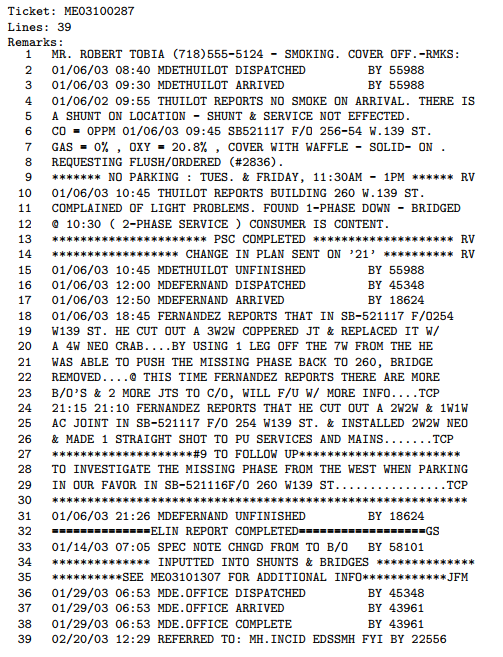 Ticket: ME03100287
Lines: 39
Remarks:
1 MR. ROBERT TOBIA (718)555-5124 - SMOKING. COVER OFF.-RMKS:
2 01/06/03 08:40 MDETHUILOT DISPATCHED BY 55988
3 01/06/03 09:30 MDETHUILOT ARRIVED BY 55988
4 01/06/02 09:55 THUILOT REPORTS NO SMOKE ON ARRIVAL. THERE IS
5 A SHUNT ON LOCATION - SHUNT & SERVICE NOT EFFECTED.
6 CO = 0PPM 01/06/03 09:45 SB521117 F/O 256-54 W.139 ST.
7 GAS = 0% , OXY = 20.8% , COVER WITH WAFFLE - SOLID- ON .
8 REQUESTING FLUSH/ORDERED (#2836).
9 ******* NO PARKING : TUES. & FRIDAY, 11:30AM - 1PM ****** RV
10 01/06/03 10:45 THUILOT REPORTS BUILDING 260 W.139 ST.
11 COMPLAINED OF LIGHT PROBLEMS. FOUND 1-PHASE DOWN - BRIDGED
12 @ 10:30 ( 2-PHASE SERVICE ) CONSUMER IS CONTENT.
13 ********************** PSC COMPLETED ******************** RV
14 ****************** CHANGE IN PLAN SENT ON '21' ********** RV
15 01/06/03 10:45 MDETHUILOT UNFINISHED BY 55988
16 01/06/03 12:00 MDEFERNAND DISPATCHED BY 45348
17 01/06/03 12:50 MDEFERNAND ARRIVED BY 18624
18 01/06/03 18:45 FERNANDEZ REPORTS THAT IN SB-521117 F/O254
19 W139 ST. HE CUT OUT A 3W2W COPPERED JT & REPLACED IT W/
20 A 4W NEO CRAB....BY USING 1 LEG OFF THE 7W FROM THE HE
21 WAS ABLE TO PUSH THE MISSING PHASE BACK TO 260, BRIDGE
22 REMOVED....@ THIS TIME FERNANDEZ REPORTS THERE ARE MORE
23 B/O'S & 2 MORE JTS TO C/O, WILL F/U W/ MORE INFO....TCP
24 21:15 21:10 FERNANDEZ REPORTS THAT HE CUT OUT A 2W2W & 1W1W
25 AC JOINT IN SB-521117 F/O 254 W139 ST. & INSTALLED 2W2W NEO
26 & MADE 1 STRAIGHT SHOT TO PU SERVICES AND MAINS.......TCP
27 ********************#9 TO FOLLOW UP***********************
28 TO INVESTIGATE THE MISSING PHASE FROM THE WEST WHEN PARKING
29 IN OUR FAVOR IN SB-521116F/O 260 W139 ST................TCP
30 ***********************************************************
31 01/06/03 21:26 MDEFERNAND UNFINISHED BY 18624
32 ==============ELIN REPORT COMPLETED==================GS
33 01/14/03 07:05 SPEC NOTE CHNGD FROM TO B/O BY 58101
34 ************** INPUTTED INTO SHUNTS & BRIDGES **************
35 **********SEE ME03101307 FOR ADDITIONAL INFO************JFM
36 01/29/03 06:53 MDE.OFFICE DISPATCHED BY 45348
37 01/29/03 06:53 MDE.OFFICE ARRIVED BY 43961
38 01/29/03 06:53 MDE.OFFICE COMPLETE BY 43961
39 02/20/03 12:29 REFERRED TO: MH.INCID EDSSMH FYI BY 22556